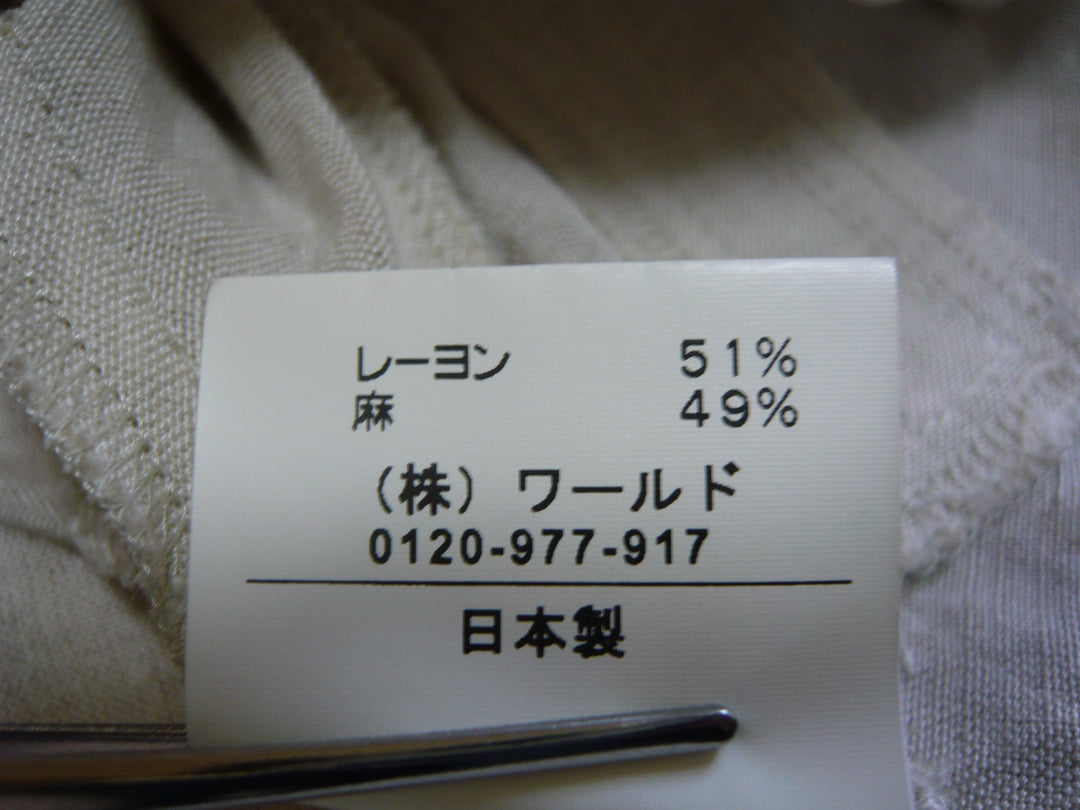 レーヨン 51%
麻 49%
(株) ワールド
0120-977-917
日本製